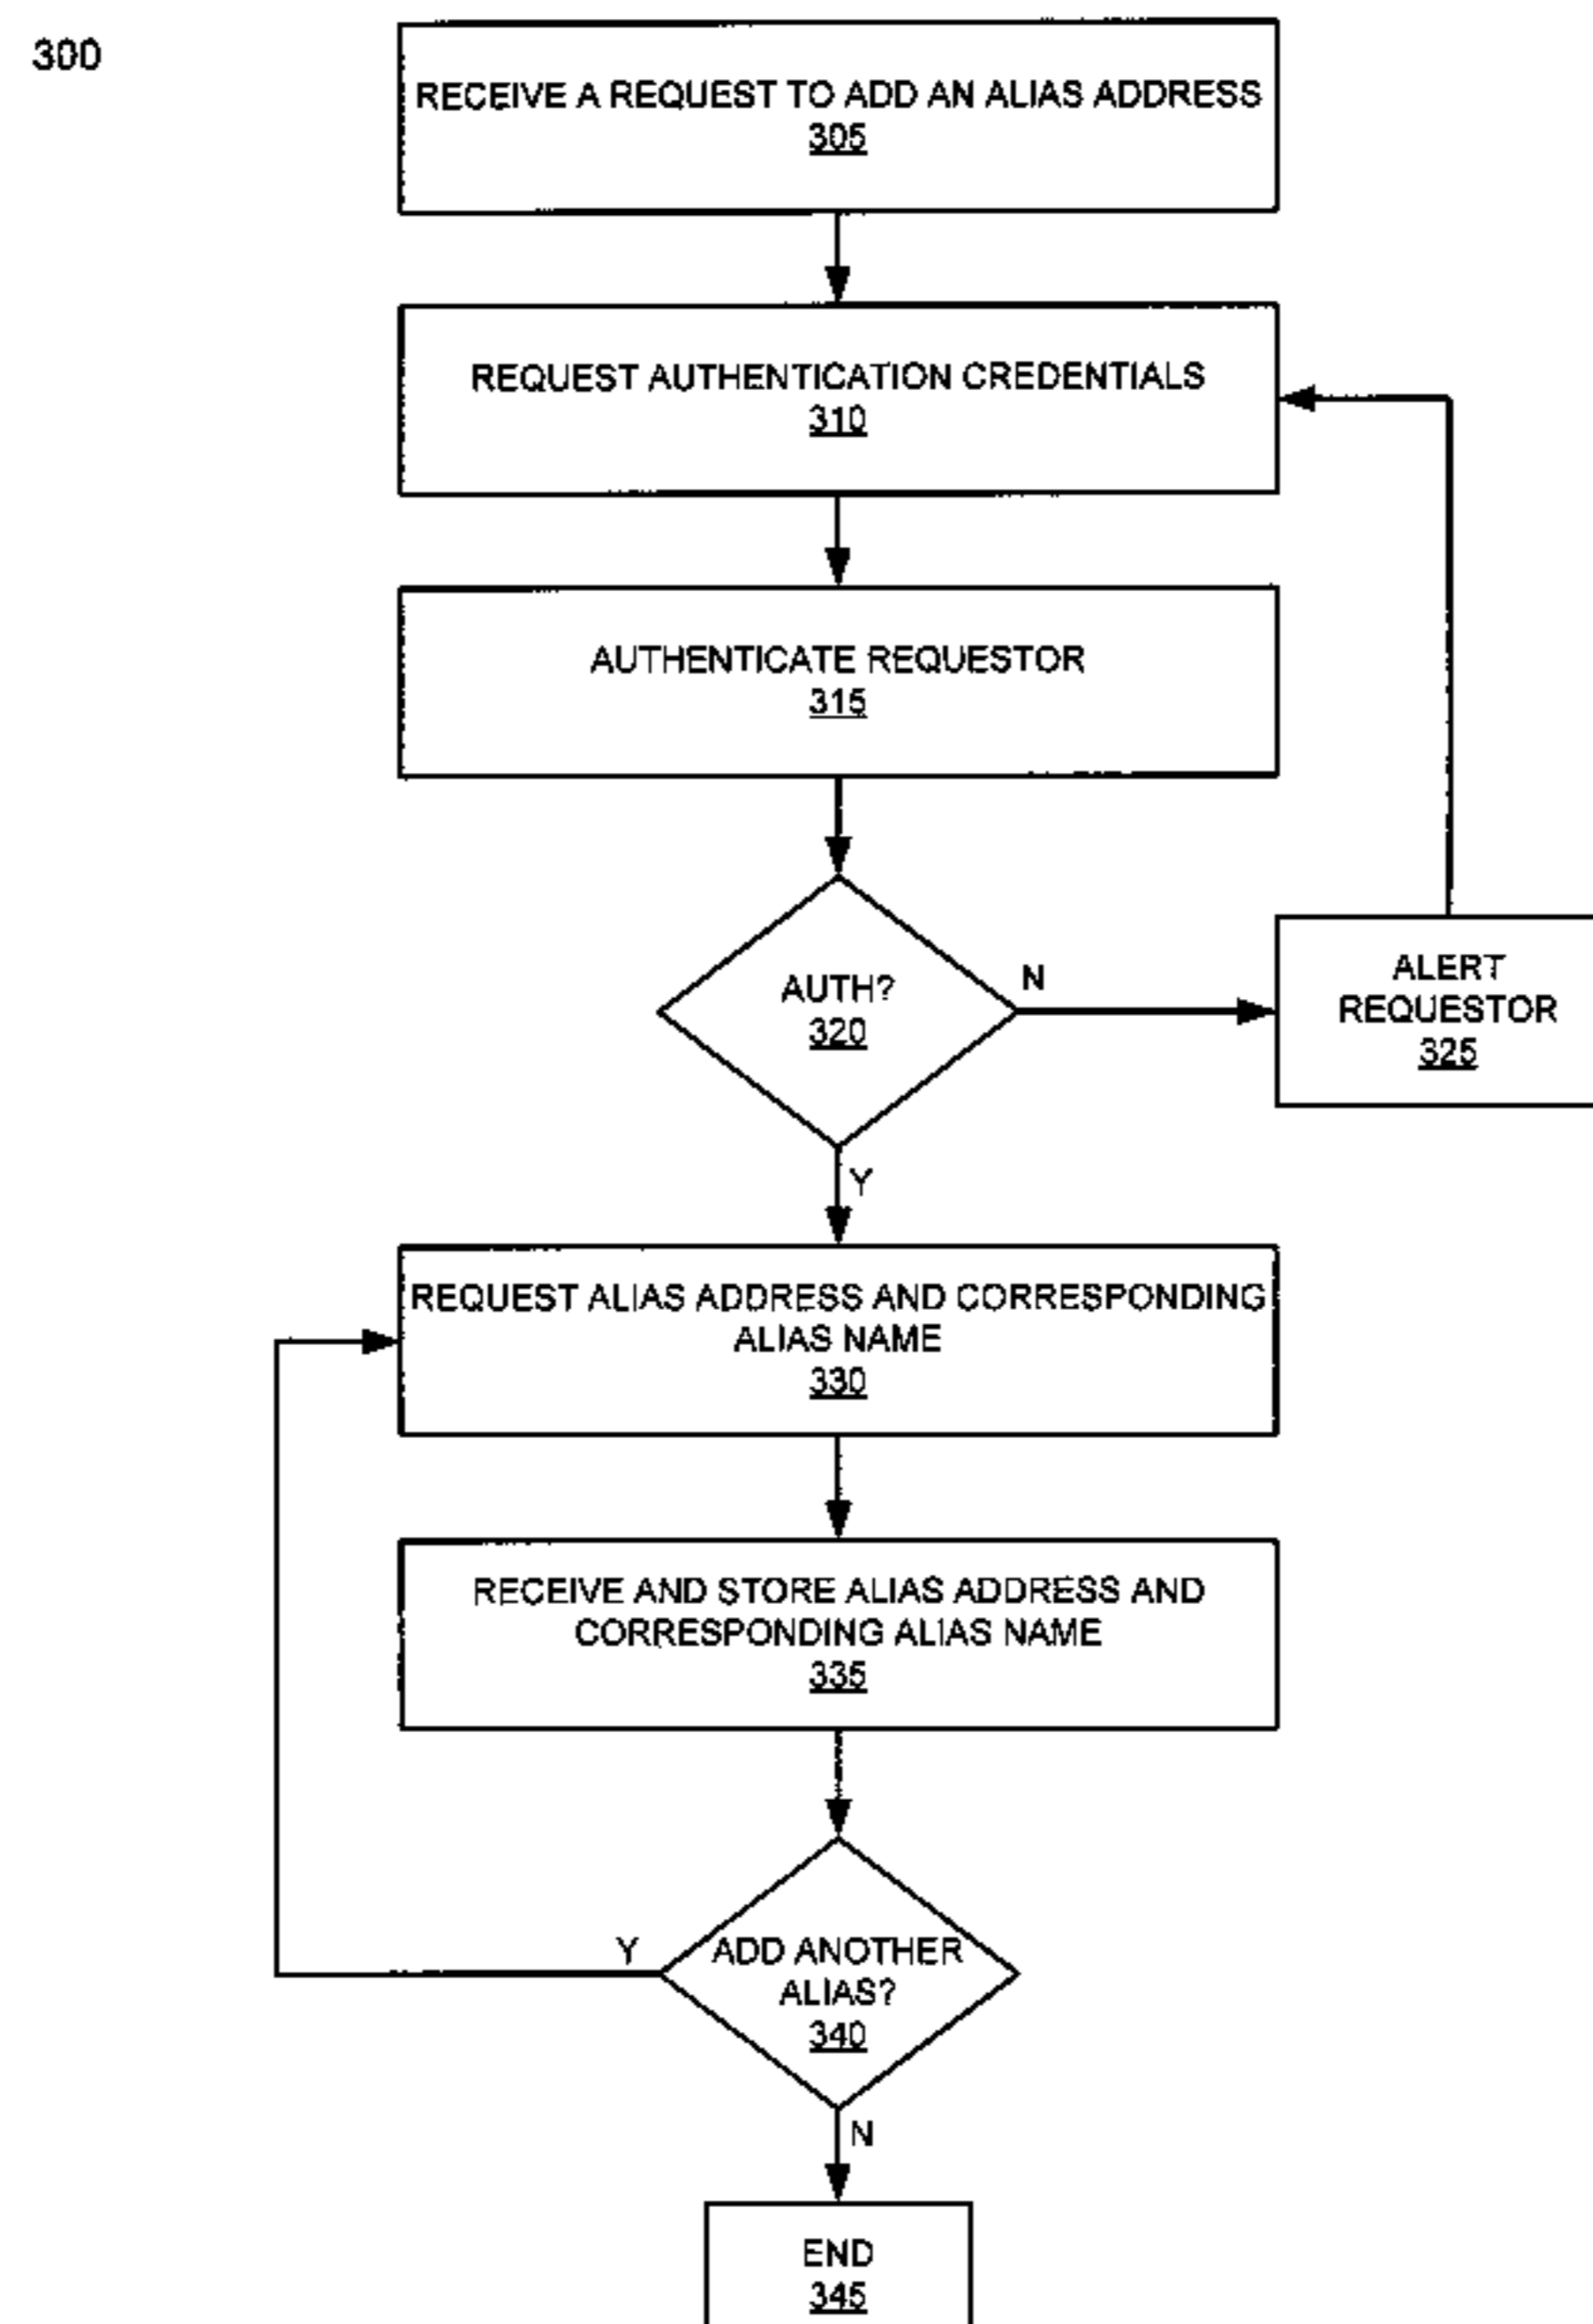 300
RECEIVE A REQUEST TO ADD AN ALIAS ADDRESS
305
REQUEST AUTHENTICATION CREDENTIALS
310
AUTHENTICATE REQUESTOR
315
AUTH?
320
N
ALERT
REQUESTOR
325
Y
REQUEST ALIAS ADDRESS AND CORRESPONDING
ALIAS NAME
330
RECEIVE AND STORE ALIAS ADDRESS AND
CORRESPONDING ALIAS NAME
335
Y
ADD ANOTHER
ALIAS?
340
N
END
345